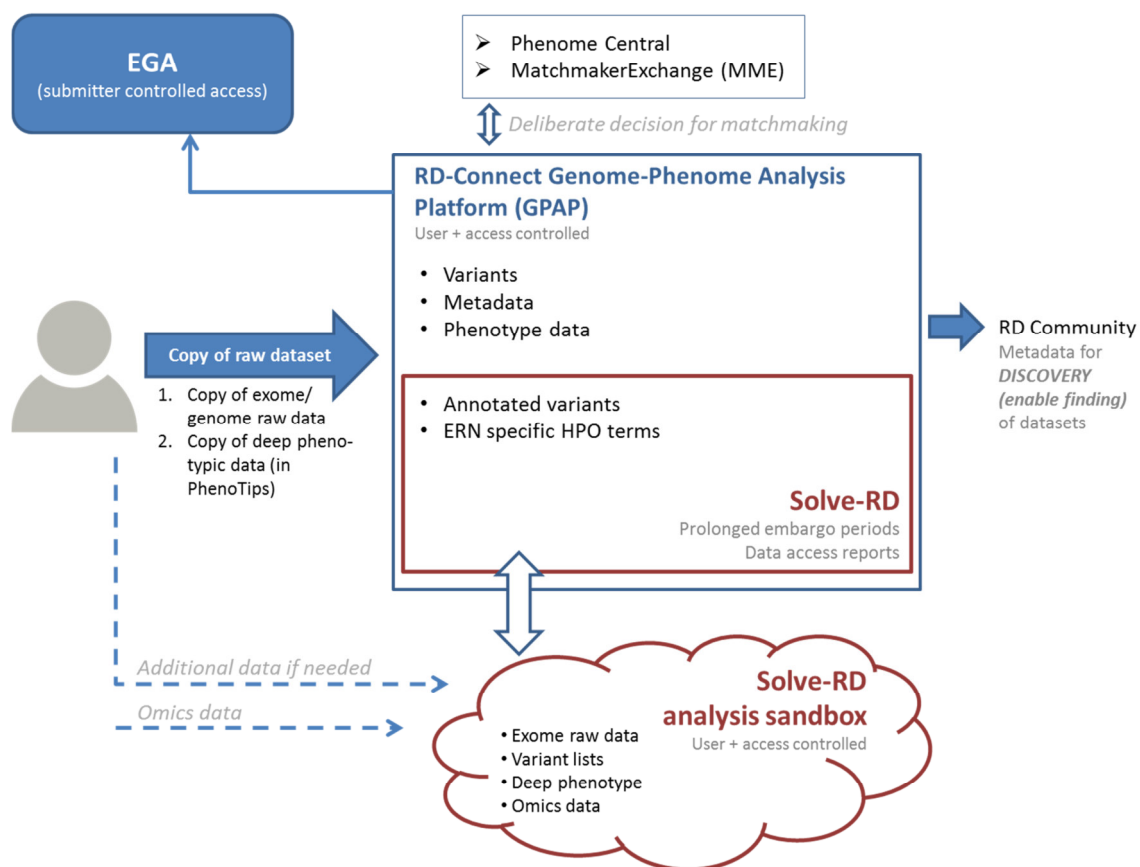 EGA
(submitter controlled access)
➢ Phenome Central
➢ MatchmakerExchange (MME)
Deliberate decision for matchmaking
RD-Connect Genome-Phenome Analysis
Platform (GPAP)
User + access controlled
• Variants
• Metadata
• Phenotype data
Copy of raw dataset
1. Copy of exome/
genome raw data
2. Copy of deep pheno-
typic data (in
PhenoTips)
RD Community
Metadata for
DISCOVERY
(enable finding)
of datasets
• Annotated variants
• ERN specific HPO terms
Solve-RD
Prolonged embargo periods
Data access reports
Additional data if needed
Omics data
Solve-RD
analysis sandbox
User + access controlled
• Exome raw data
• Variant lists
• Deep phenotype
• Omics data